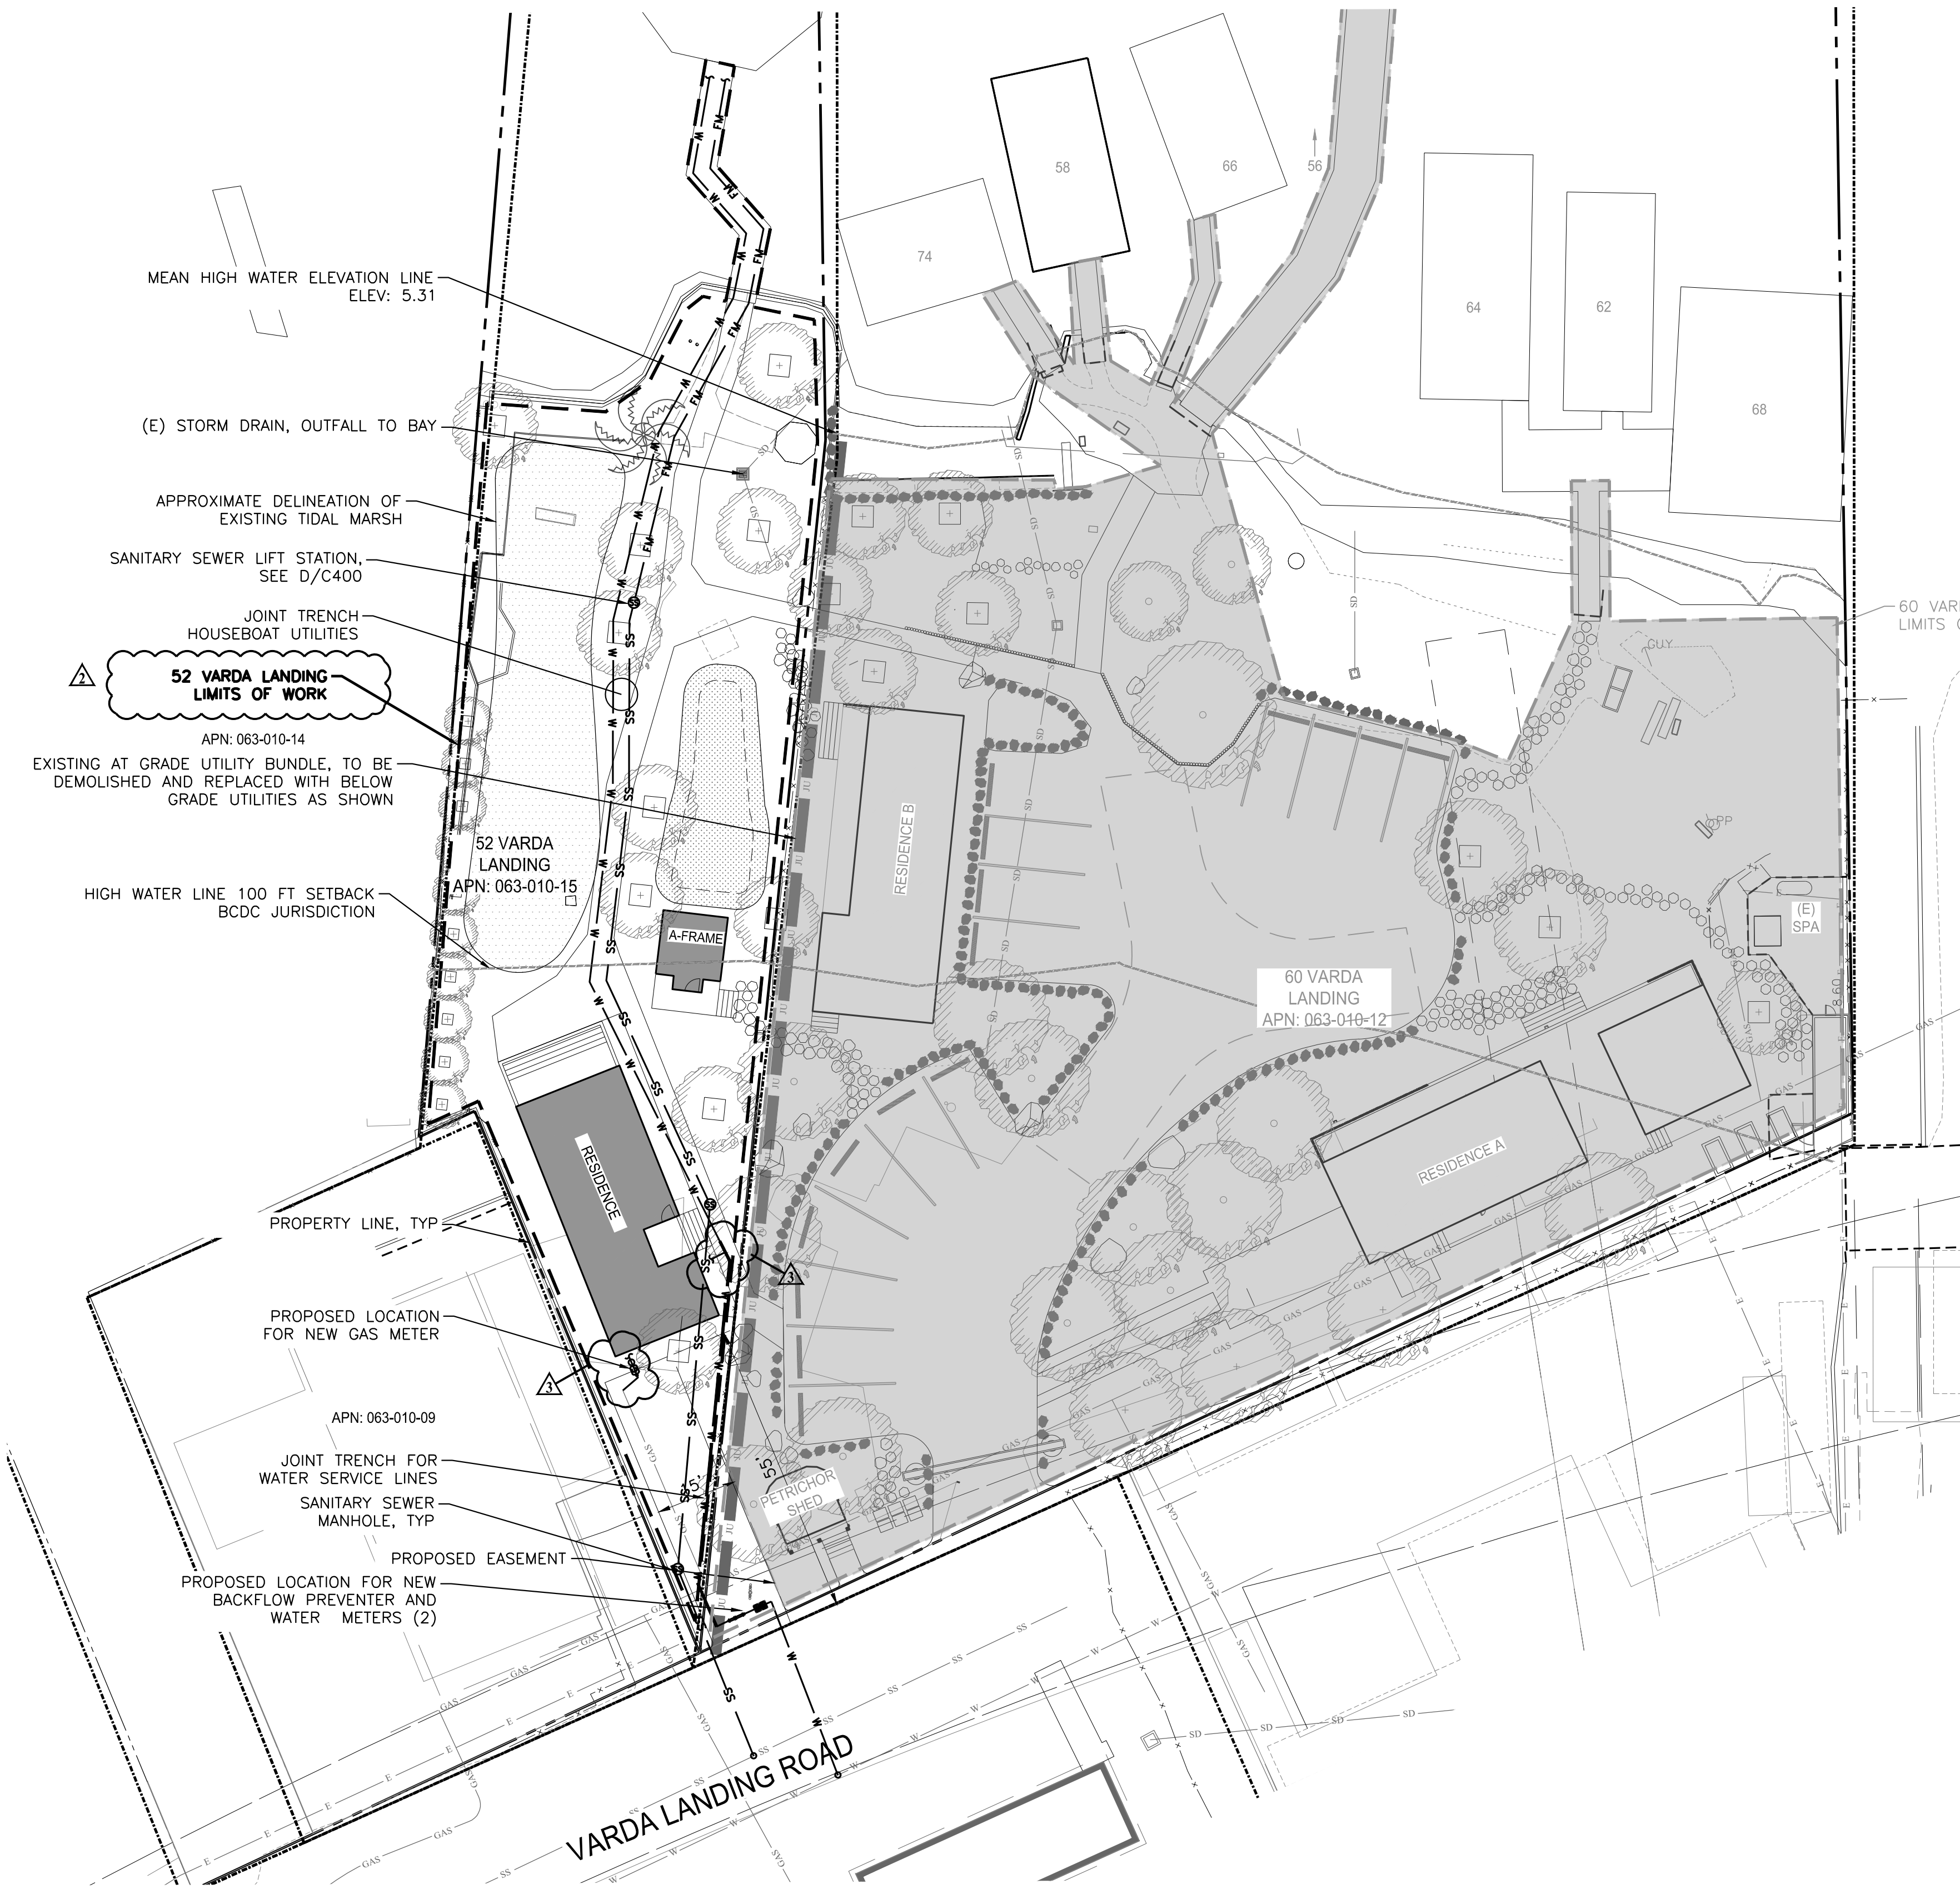 58
66
56
74
64
62
68
MEAN HIGH WATER ELEVATION LINE
ELEV: 5.31
(E) STORM DRAIN, OUTFALL TO BAY
APPROXIMATE DELINEATION OF
EXISTING TIDAL MARSH
SANITARY SEWER LIFT STATION,
SEE D/C400
JOINT TRENCH
HOUSEBOAT UTILITIES
2
52 VARDA LANDING
LIMITS OF WORK
APN: 063-010-14
EXISTING AT GRADE UTILITY BUNDLE, TO BE
DEMOLISHED AND REPLACED WITH BELOW
GRADE UTILITIES AS SHOWN
52 VARDA
LANDING
APN: 063-010-15
HIGH WATER LINE 100 FT SETBACK
BCDC JURISDICTION
A-FRAME
RESIDENCE B
GUY
PP
(E)
SPA
60 VARDA
LANDING
APN: 063-010-12
RESIDENCE
RESIDENCE A
PROPERTY LINE, TYP
3
PROPOSED LOCATION
FOR NEW GAS METER
3
APN: 063-010-09
JOINT TRENCH FOR
WATER SERVICE LINES
SANITARY SEWER
MANHOLE, TYP
55'
PETRICHOR
SHED
PROPOSED EASEMENT
PROPOSED LOCATION FOR NEW
BACKFLOW PREVENTER AND
WATER METERS (2)
VARDA LANDING ROAD
W
FM
SS
SD
JU
GAS
E